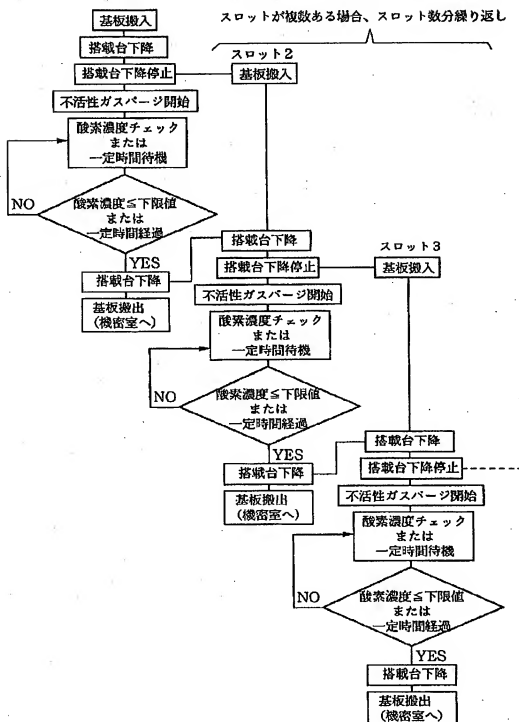 スロットが複数ある場合、スロット数分繰り返し
基板搬入
搭載台下降
搭載台下降停止
不活性ガスパージ開始
酸素濃度チェック
または
一定時間待機
NO
酸素濃度≦下限値
または
一定時間経過
YES
搭載台下降
基板搬出
(機密室へ)
スロット2
基板搬入
搭載台下降
搭載台下降停止
不活性ガスパージ開始
酸素濃度チェック
または
一定時間待機
NO
酸素濃度≦下限値
または
一定時間経過
YES
搭載台下降
基板搬出
(機密室へ)
スロット3
基板搬入
搭載台下降
搭載台下降停止
不活性ガスパージ開始
酸素濃度チェック
または
一定時間待機
NO
酸素濃度≦下限値
または
一定時間経過
YES
搭載台下降
基板搬出
(機密室へ)